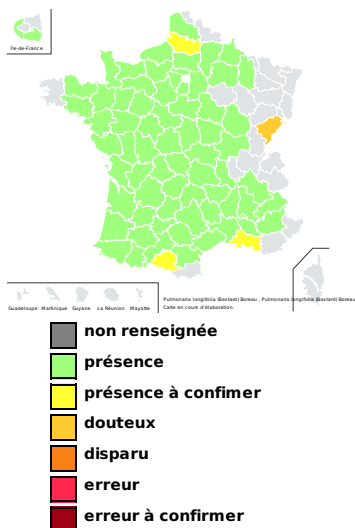 Île-de-France
Guadeloupe Martinique Guyane La Réunion Mayotte
Pulmonaria longifolia (Bastard) Boreau , Pulmonaria longifolia (Bastard) Boreau
Carte en cours d'élaboration.
non renseignée
présence
présence à confimer
douteux
disparu
erreur
erreur à confirmer